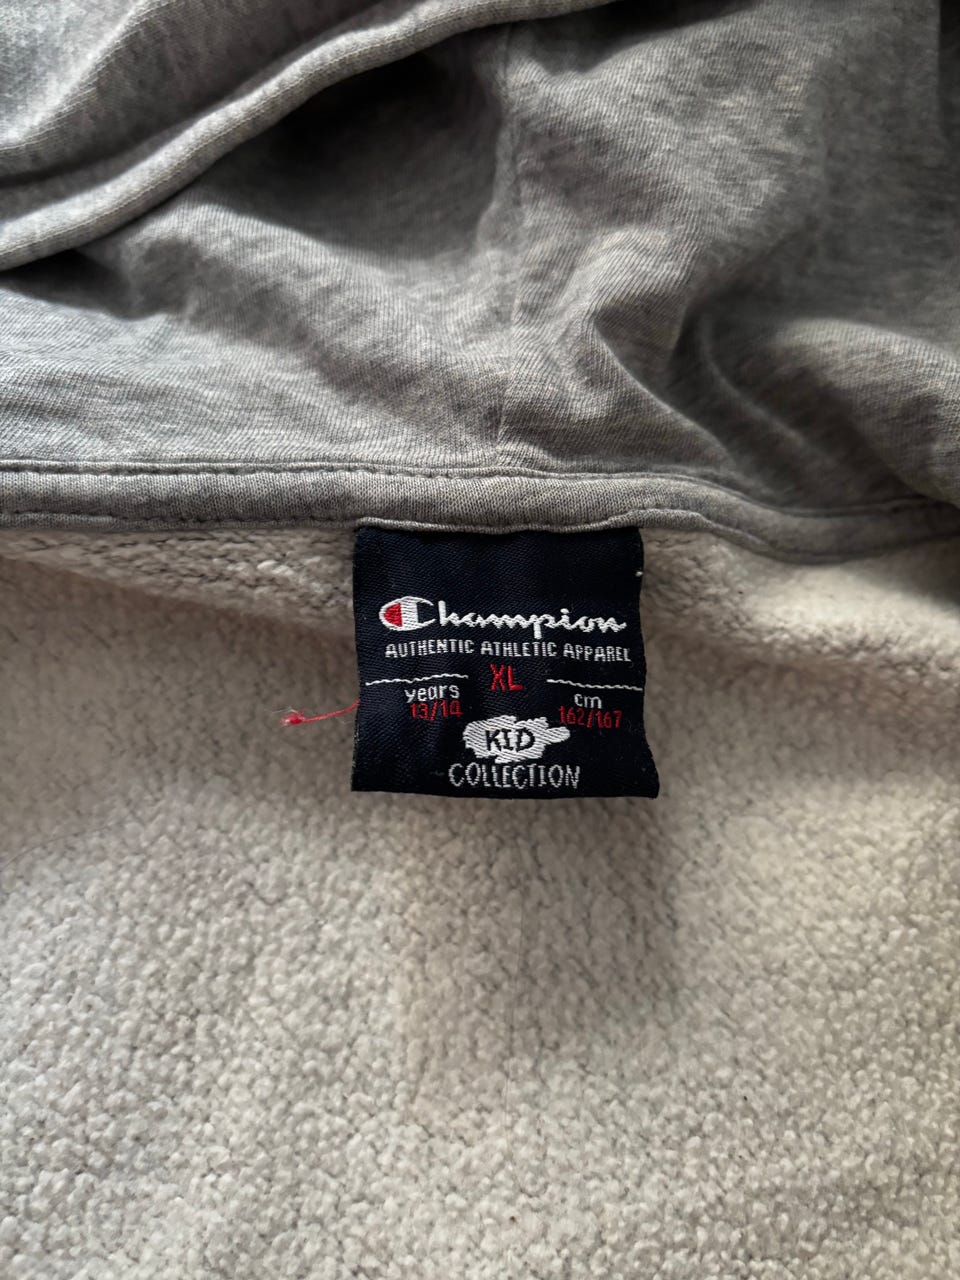 Champion
AUTHENTIC ATHLETIC APPAREL
XL
years cm
13/14 162/167
KID
COLLECTION